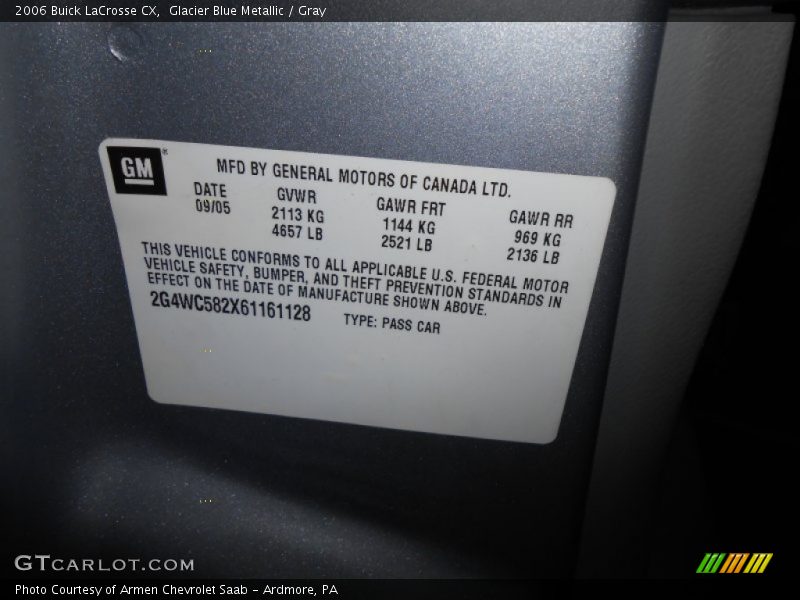 2006 Buick LaCrosse CX,  Glacier Blue Metallic / Gray
GM
MFD BY GENERAL MOTORS OF CANADA LTD.
DATE GVWR GAWR FRT GAWR RR
09/05 2113 KG 1144 KG 969 KG
4657 LB 2521 LB 2136 LB
THIS VEHICLE CONFORMS TO ALL APPLICABLE U.S. FEDERAL MOTOR
VEHICLE SAFETY, BUMPER, AND THEFT PREVENTION STANDARDS IN
EFFECT ON THE DATE OF MANUFACTURE SHOWN ABOVE.
2G4WC582X61161128 TYPE: PASS CAR
GTCARLOT.COM
Photo Courtesy of Armen Chevrolet Saab - Ardmore, PA